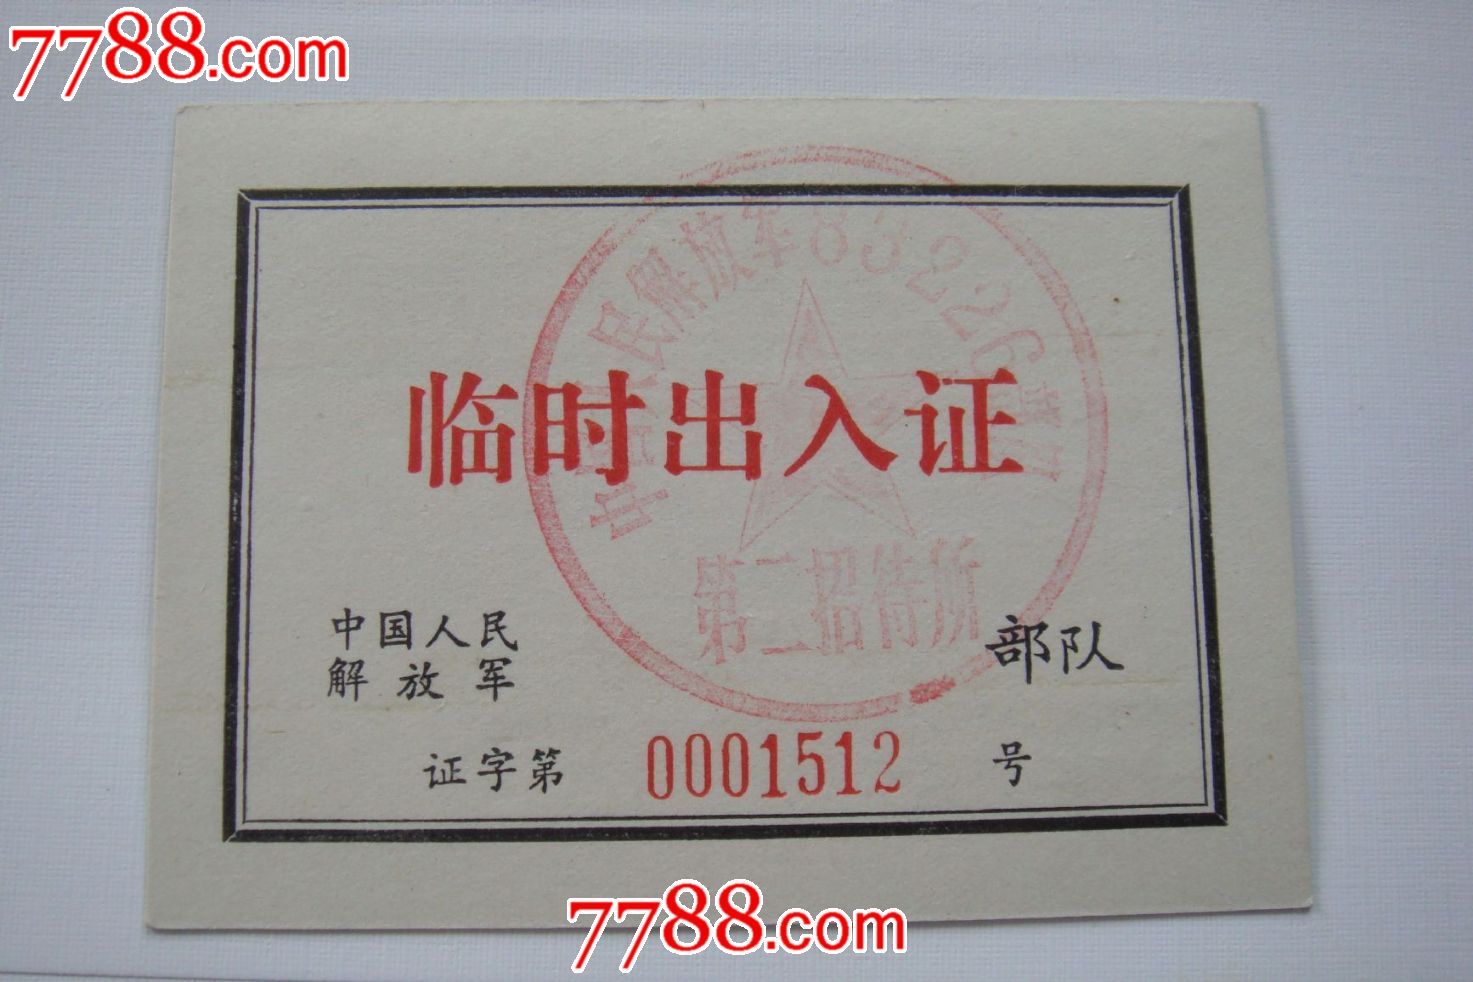 7788.com
中国人民解放军83226部队
临时出入证
第二招待所
中国人民
解放军
部队
证字第 0001512 号
7788.com